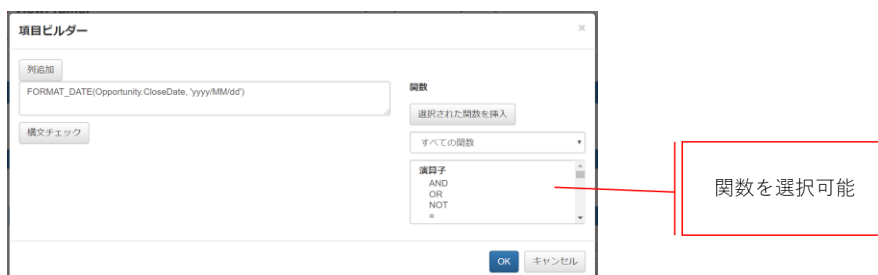 項目ビルダー
×
列追加
FORMAT_DATE(Opportunity.CloseDate, 'yyyy/MM/dd')
構文チェック
関数
選択された関数を挿入
すべての関数
演算子
AND
OR
NOT
=
OK
キャンセル
関数を選択可能